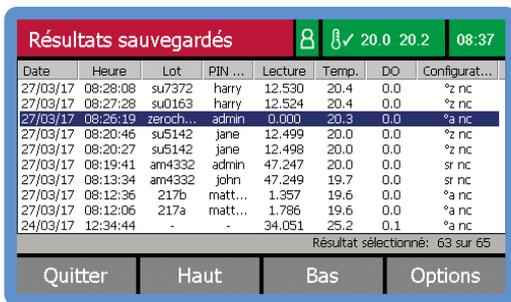 Résultats sauvegardés 8 ✓ 20.0 20.2 08:37
Date Heure Lot PIN ... Lecture Temp. DO Configurat...
27/03/17 08:28:08 su7372 harry 12.530 20.4 0.0 °z nc
27/03/17 08:27:28 su0163 harry 12.524 20.4 0.0 °z nc
27/03/17 08:26:19 zeroch... admin 0.000 20.3 0.0 °a nc
27/03/17 08:20:46 su5142 jane 12.499 20.0 0.0 °z nc
27/03/17 08:20:27 su5142 jane 12.498 20.0 0.0 °z nc
27/03/17 08:19:41 am4332 admin 47.247 20.0 0.0 sr nc
27/03/17 08:13:34 am4332 john 47.249 19.7 0.0 sr nc
27/03/17 08:12:36 217b matt... 1.357 19.6 0.0 °a nc
27/03/17 08:12:06 217a matt... 1.786 19.6 0.0 °a nc
24/03/17 12:34:44 - - 34.051 25.2 0.1 °a nc
Résultat sélectionné: 63 sur 65
Quitter Haut Bas Options